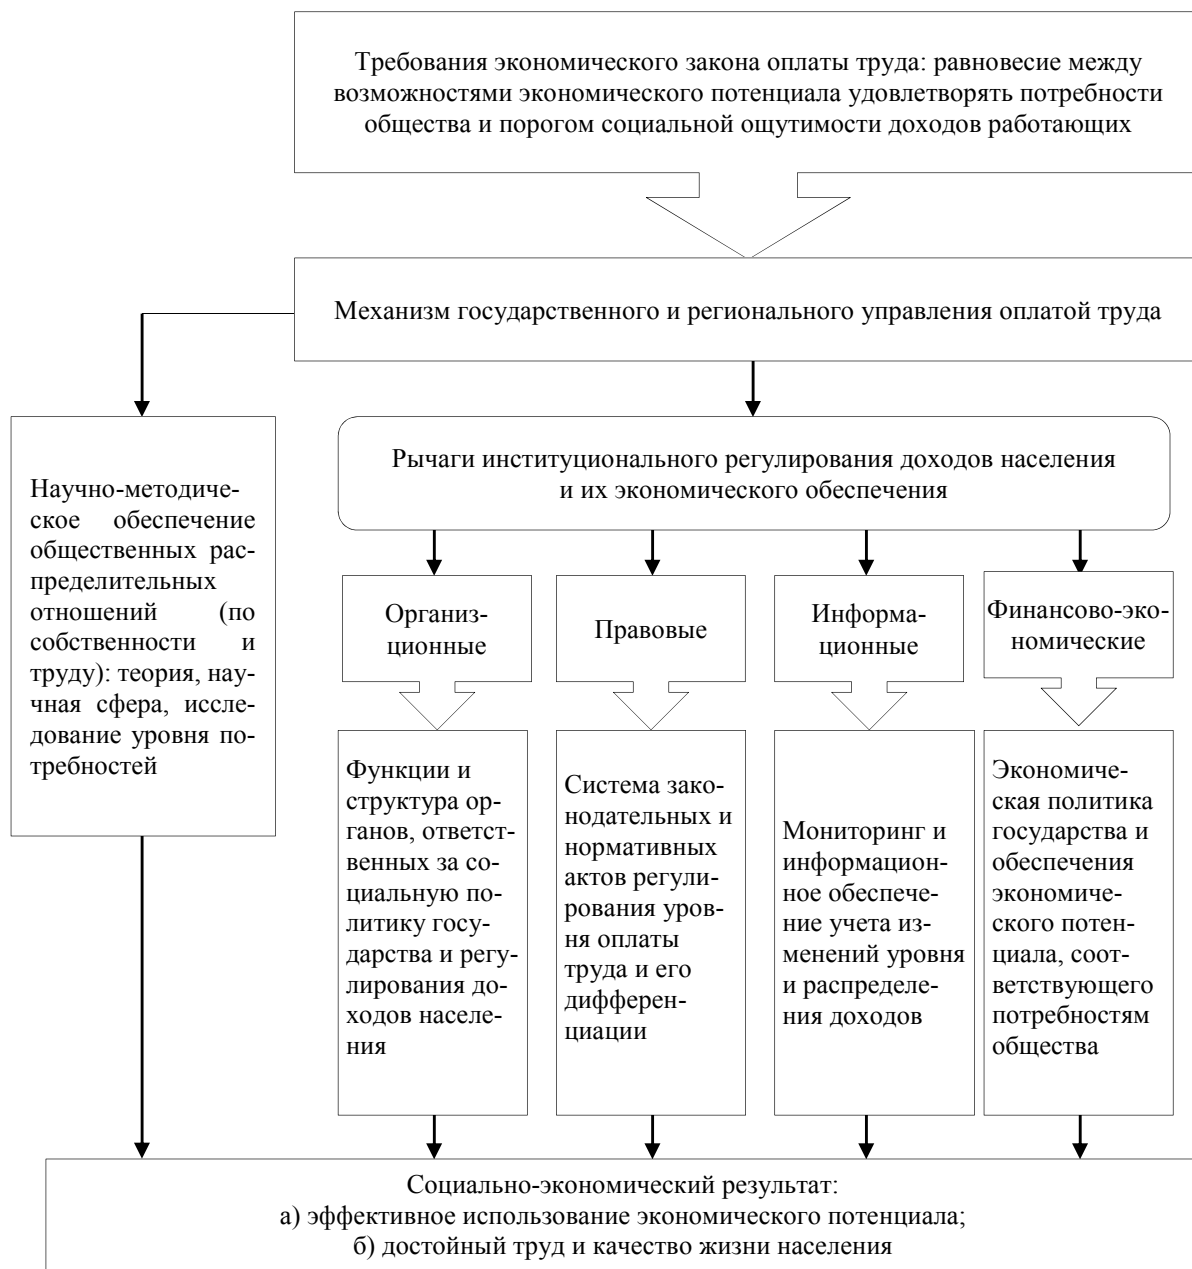 Требования экономического закона оплаты труда: равновесие между
возможностями экономического потенциала удовлетворять потребности
общества и порогом социальной ощутимости доходов работающих
Механизм государственного и регионального управления оплатой труда
Научно-методиче-
ское обеспечение
общественных рас-
пределительных
отношений (по
собственности и
труду): теория, нау-
чная сфера, иссле-
дование уровня по-
требностей
Рычаги институционального регулирования доходов населения
и их экономического обеспечения
Организ-
ционные
Правовые
Информа-
ционные
Финансово-эко-
номические
Функции и
структура ор-
ганов, ответст-
венных за со-
циальную по-
литику госу-
дарства и регу-
лирования до-
ходов населе-
ния
Система зако-
нодательных и
нормативных
актов регули-
рования уров-
ня оплаты
труда и его
дифферен-
циации
Мониторинг и
информацион-
ное обеспече-
ние учета из-
менений уровня
и распределе-
ния доходов
Экономиче-
ская политика
государства и
обеспечения
экономиче-
ского потен-
циала, соот-
ветствующего
потребностям
общества
Социально-экономический результат:
а) эффективное использование экономического потенциала;
б) достойный труд и качество жизни населения